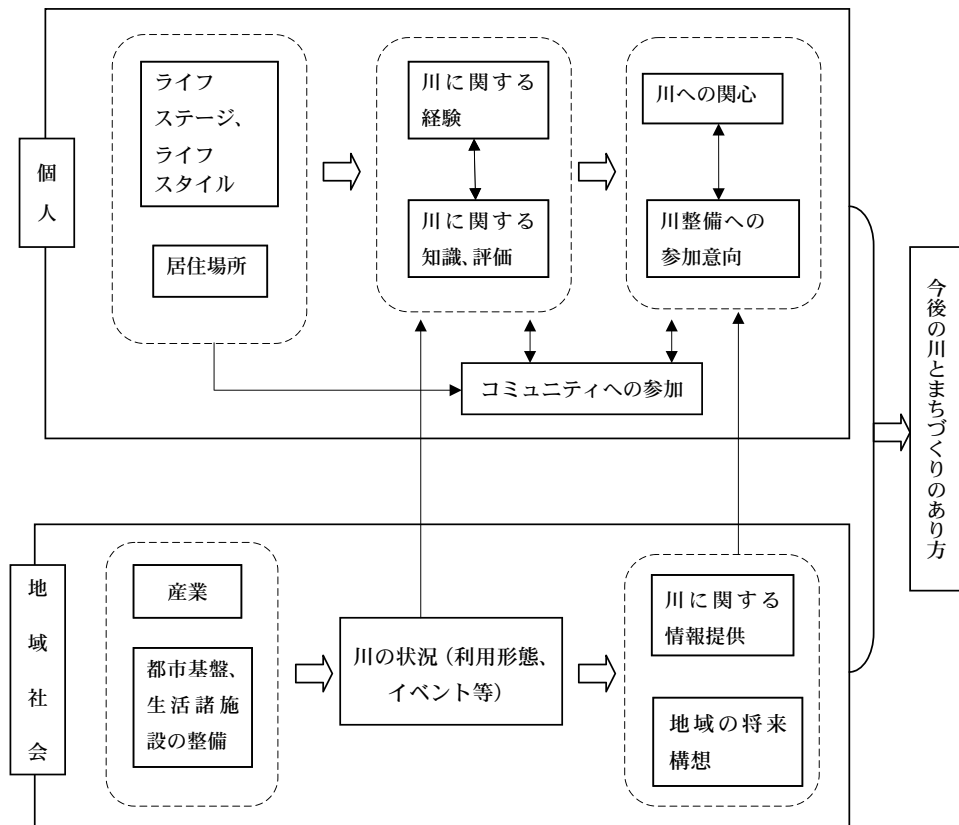 個人
ライフ
ステージ、
ライフ
スタイル
居住場所
川に関する
経験
川に関する
知識、評価
川への関心
川整備への
参加意向
コミュニティへの参加
今後の川とまちづくりのあり方
地域社会
産業
都市基盤、
生活諸施
設の整備
川の状況（利用形態、
イベント等）
川に関する
情報提供
地域の将来
構想